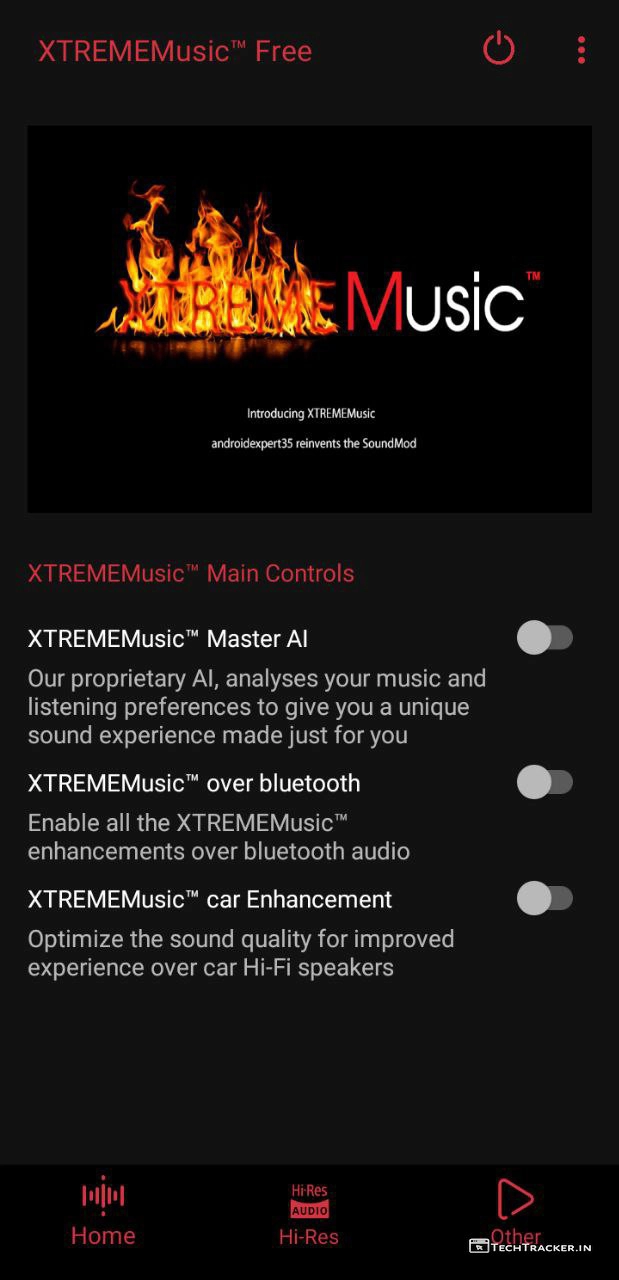 XTREMEMusic™ Free
XTREMEMusic™
Introducing XTREMEMusic
androidexpert35 reinvents the SoundMod
XTREMEMusic™ Main Controls
XTREMEMusic™ Master AI
Our proprietary AI, analyses your music and
listening preferences to give you a unique
sound experience made just for you
XTREMEMusic™ over bluetooth
Enable all the XTREMEMusic™
enhancements over bluetooth audio
XTREMEMusic™ car Enhancement
Optimize the sound quality for improved
experience over car Hi-Fi speakers
Hi-Res
AUDIO
Home
Hi-Res
Other
TECHTRACKER.IN